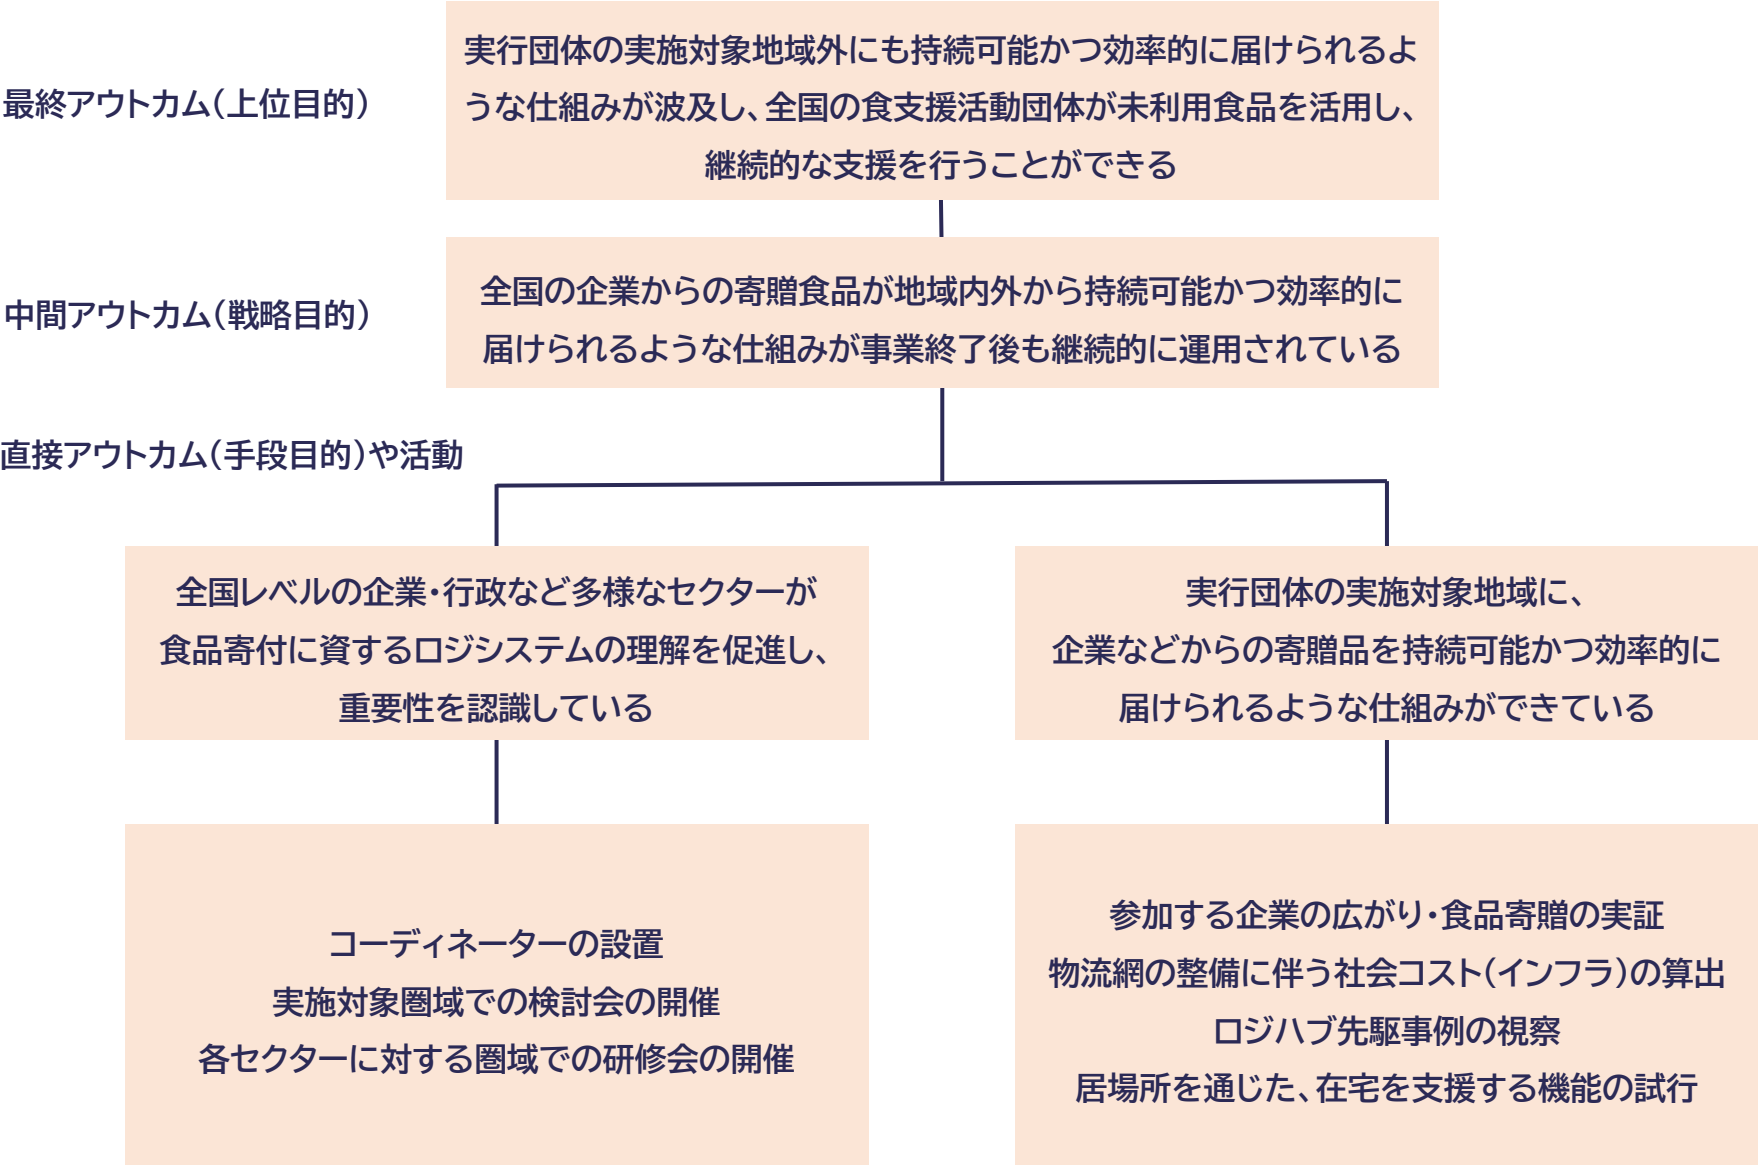 最終アウトカム（上位目的）
実行団体の実施対象地域外にも持続可能かつ効率的に届けられるよ
うな仕組みが波及し、全国の食支援活動団体が未利用食品を活用し、
継続的な支援を行うことができる
中間アウトカム（戦略目的）
全国の企業からの寄贈食品が地域内外から持続可能かつ効率的に
届けられるような仕組みが事業終了後も継続的に運用されている
直接アウトカム（手段目的）や活動
全国レベルの企業・行政など多様なセクターが
食品寄付に資するロジシステムの理解を促進し、
重要性を認識している
実行団体の実施対象地域に、
企業などからの寄贈品を持続可能かつ効率的に
届けられるような仕組みができている
コーディネーターの設置
実施対象圏域での検討会の開催
各セクターに対する圏域での研修会の開催
参加する企業の広がり・食品寄贈の実証
物流網の整備に伴う社会コスト（インフラ）の算出
ロジハブ先駆事例の視察
居場所を通じた、在宅を支援する機能の試行